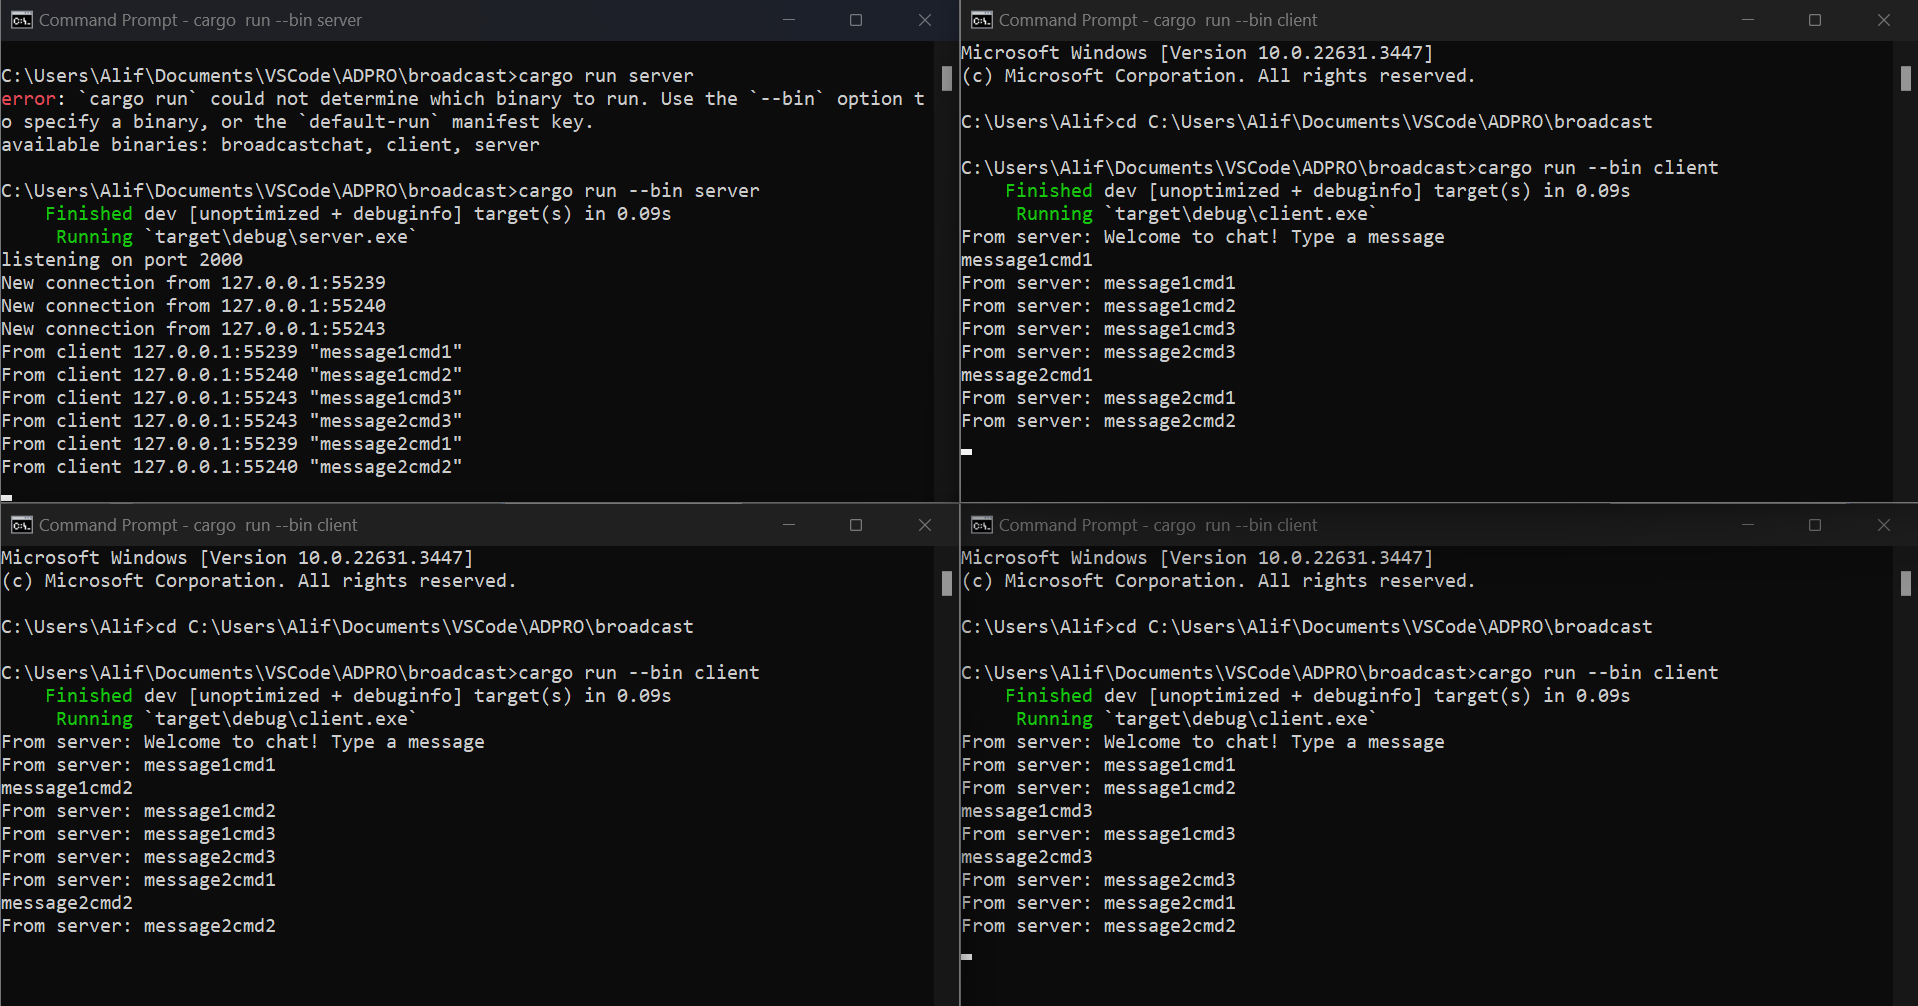 Command Prompt - cargo  run --bin server
C:\Users\Alif\Documents\VSCode\ADPRO\broadcast>cargo run server
error: `cargo run` could not determine which binary to run. Use the `--bin` option t
o specify a binary, or the `default-run` manifest key.
available binaries: broadcastchat, client, server
C:\Users\Alif\Documents\VSCode\ADPRO\broadcast>cargo run --bin server
    Finished dev [unoptimized + debuginfo] target(s) in 0.09s
     Running `target\debug\server.exe`
listening on port 2000
New connection from 127.0.0.1:55239
New connection from 127.0.0.1:55240
New connection from 127.0.0.1:55243
From client 127.0.0.1:55239 "message1cmd1"
From client 127.0.0.1:55240 "message1cmd2"
From client 127.0.0.1:55243 "message1cmd3"
From client 127.0.0.1:55243 "message2cmd3"
From client 127.0.0.1:55239 "message2cmd1"
From client 127.0.0.1:55240 "message2cmd2"
Command Prompt - cargo  run --bin client
Microsoft Windows [Version 10.0.22631.3447]
(c) Microsoft Corporation. All rights reserved.
C:\Users\Alif>cd C:\Users\Alif\Documents\VSCode\ADPRO\broadcast
C:\Users\Alif\Documents\VSCode\ADPRO\broadcast>cargo run --bin client
    Finished dev [unoptimized + debuginfo] target(s) in 0.09s
     Running `target\debug\client.exe`
From server: Welcome to chat! Type a message
message1cmd1
From server: message1cmd1
From server: message1cmd2
From server: message1cmd3
From server: message2cmd3
message2cmd1
From server: message2cmd1
From server: message2cmd2
Command Prompt - cargo  run --bin client
Microsoft Windows [Version 10.0.22631.3447]
(c) Microsoft Corporation. All rights reserved.
C:\Users\Alif>cd C:\Users\Alif\Documents\VSCode\ADPRO\broadcast
C:\Users\Alif\Documents\VSCode\ADPRO\broadcast>cargo run --bin client
    Finished dev [unoptimized + debuginfo] target(s) in 0.09s
     Running `target\debug\client.exe`
From server: Welcome to chat! Type a message
From server: message1cmd1
message1cmd2
From server: message1cmd2
From server: message1cmd3
From server: message2cmd3
From server: message2cmd1
message2cmd2
From server: message2cmd2
Command Prompt - cargo  run --bin client
Microsoft Windows [Version 10.0.22631.3447]
(c) Microsoft Corporation. All rights reserved.
C:\Users\Alif>cd C:\Users\Alif\Documents\VSCode\ADPRO\broadcast
C:\Users\Alif\Documents\VSCode\ADPRO\broadcast>cargo run --bin client
    Finished dev [unoptimized + debuginfo] target(s) in 0.09s
     Running `target\debug\client.exe`
From server: Welcome to chat! Type a message
From server: message1cmd1
From server: message1cmd2
message1cmd3
From server: message1cmd3
message2cmd3
From server: message2cmd3
From server: message2cmd1
From server: message2cmd2